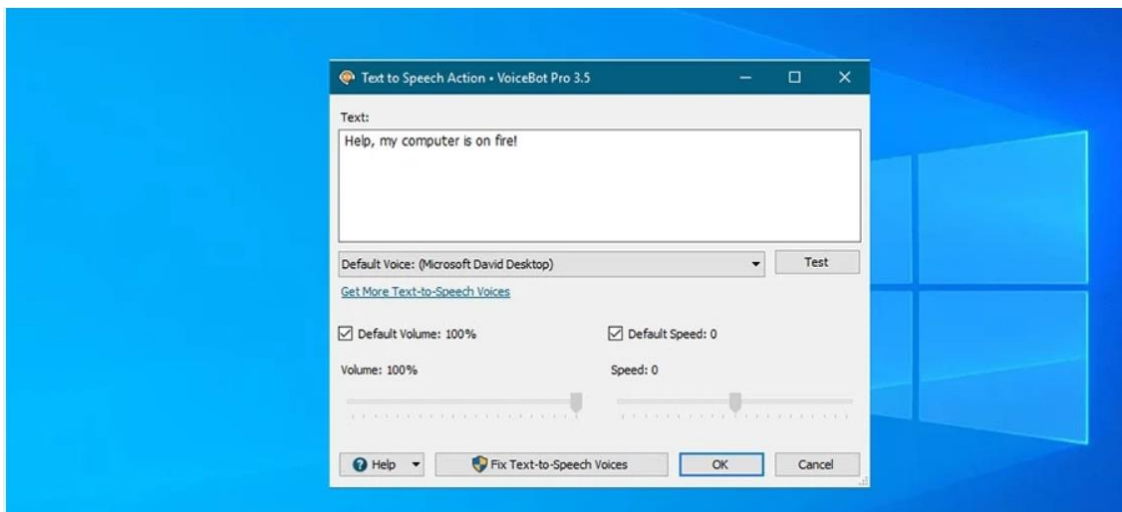 Text to Speech Action • VoiceBot Pro 3.5
Text:
Help, my computer is on fire!
Default Voice: (Microsoft David Desktop)
Test
Get More Text-to-Speech Voices
Default Volume: 100%
Default Speed: 0
Volume: 100%
Speed: 0
Help
Fix Text-to-Speech Voices
OK
Cancel